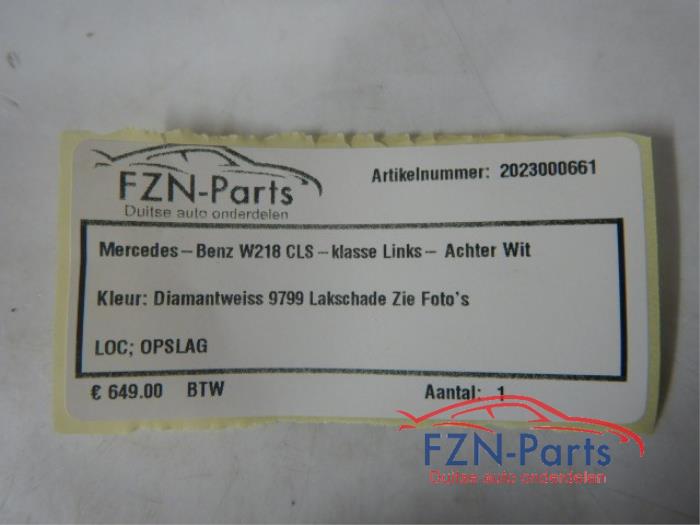 FZN-Parts
Duitse auto onderdelen
Artikelnummer: 2023000661
Mercedes-Benz W218 CLS-klasse Links- Achter Wit
Kleur: Diamantweiss 9799 Lakschade Zie Foto's
LOC; OPSLAG
€ 649.00 BTW Aantal: 1
FZN-Parts
Duitse auto onderdelen